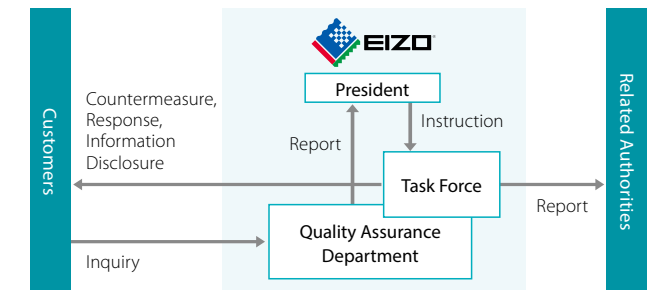 EIZO
President
Countermeasure,
Response,
Information
Disclosure
Instruction
Report
Customers
Related Authorities
Task Force
Report
Quality Assurance
Department
Inquiry